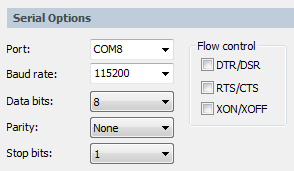 Serial Options
Port: COM8
Baud rate: 115200
Data bits: 8
Parity: None
Stop bits: 1
Flow control
DTR/DSR
RTS/CTS
XON/XOFF